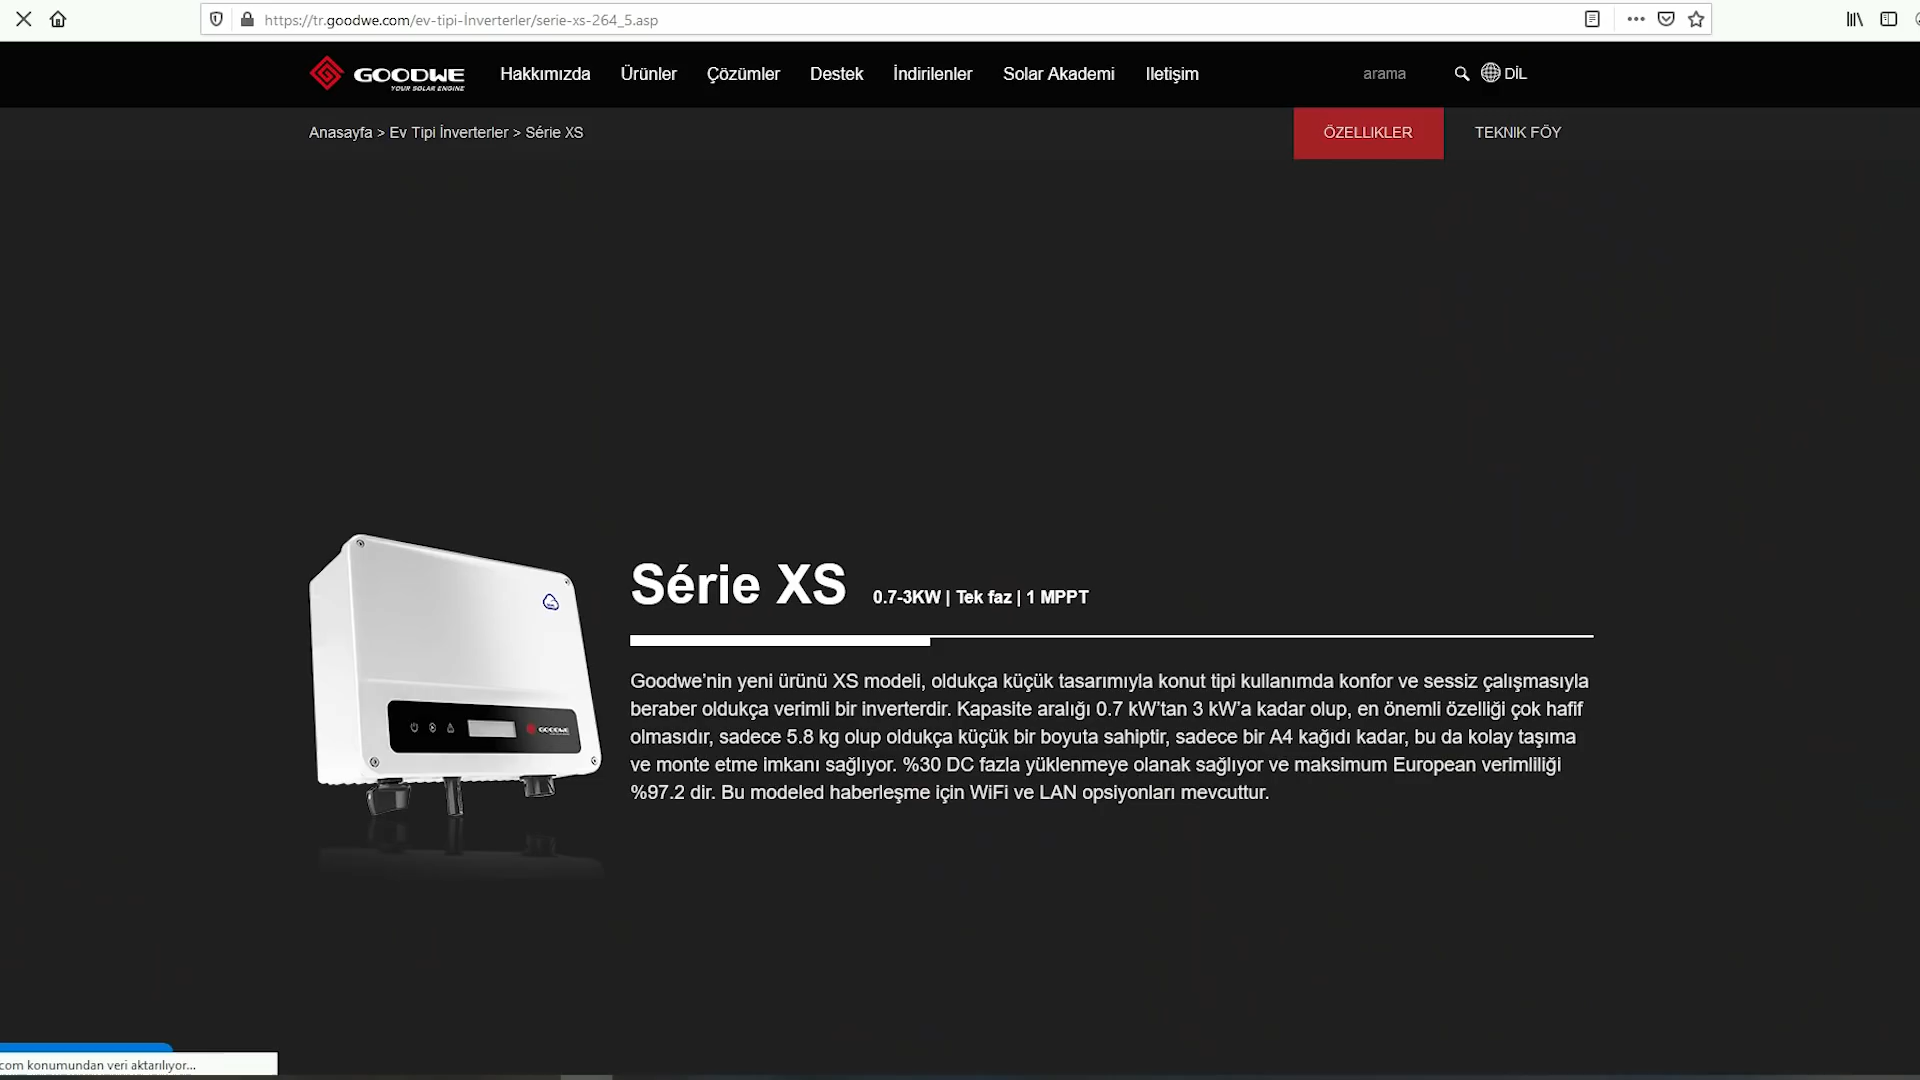 https://tr.goodwe.com/ev-tipi-İnverterler/serie-xs-264_5.asp
GOODWE
YOUR SOLAR ENGINE
Hakkımızda Ürünler Çözümler Destek İndirilenler Solar Akademi Iletişim arama DİL
Anasayfa > Ev Tipi İnverterler > Série XS
ÖZELLIKLER TEKNIK FÖY
Série XS 0.7-3KW | Tek faz | 1 MPPT
Goodwe’nin yeni ürünü XS modeli, oldukça küçük tasarımıyla konut tipi kullanımda konfor ve sessiz çalışmasıyla
beraber oldukça verimli bir inverterdir. Kapasite aralığı 0.7 kW’tan 3 kW’a kadar olup, en önemli özelliği çok hafif
olmasıdır, sadece 5.8 kg olup oldukça küçük bir boyuta sahiptir, sadece bir A4 kağıdı kadar, bu da kolay taşıma
ve monte etme imkanı sağlıyor. %30 DC fazla yüklenmeye olanak sağlıyor ve maksimum European verimliliği
%97.2 dir. Bu modeled haberleşme için WiFi ve LAN opsiyonları mevcuttur.
GOODWE
com konumundan veri aktarılıyor...